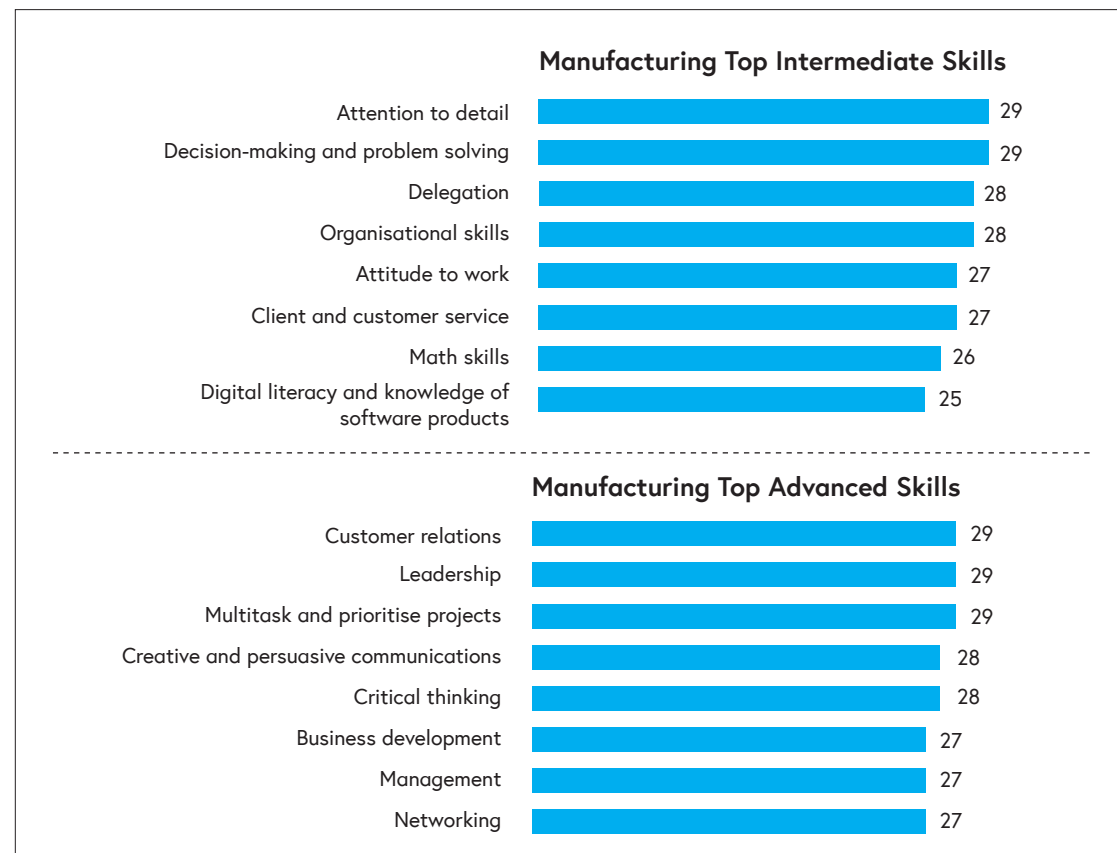 Manufacturing Top Intermediate Skills
Attention to detail 29
Decision-making and problem solving 29
Delegation 28
Organisational skills 28
Attitude to work 27
Client and customer service 27
Math skills 26
Digital literacy and knowledge of
software products 25
Manufacturing Top Advanced Skills
Customer relations 29
Leadership 29
Multitask and prioritise projects 29
Creative and persuasive communications 28
Critical thinking 28
Business development 27
Management 27
Networking 27